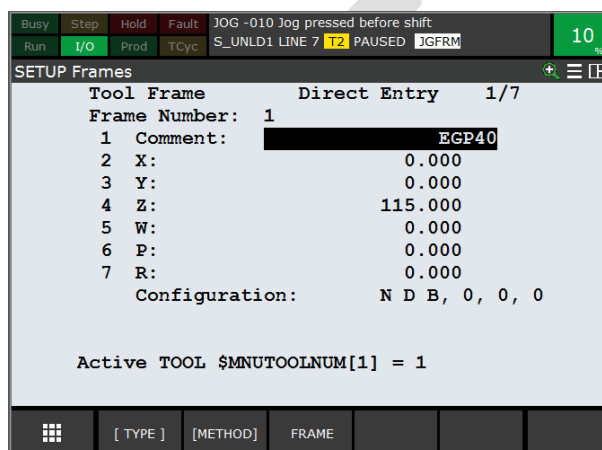 Busy Step Hold Fault JOG -010 Jog pressed before shift
Run I/O Prod TCyc S_UNLD1 LINE 7 T2 PAUSED JGFRM
10
%
SETUP Frames
Tool Frame Direct Entry 1/7
Frame Number: 1
1 Comment: EGP40
2 X: 0.000
3 Y: 0.000
4 Z: 115.000
5 W: 0.000
6 P: 0.000
7 R: 0.000
Configuration: N D B, 0, 0, 0
Active TOOL $MNUTOOLNUM[1] = 1
[ TYPE ] [METHOD] FRAME